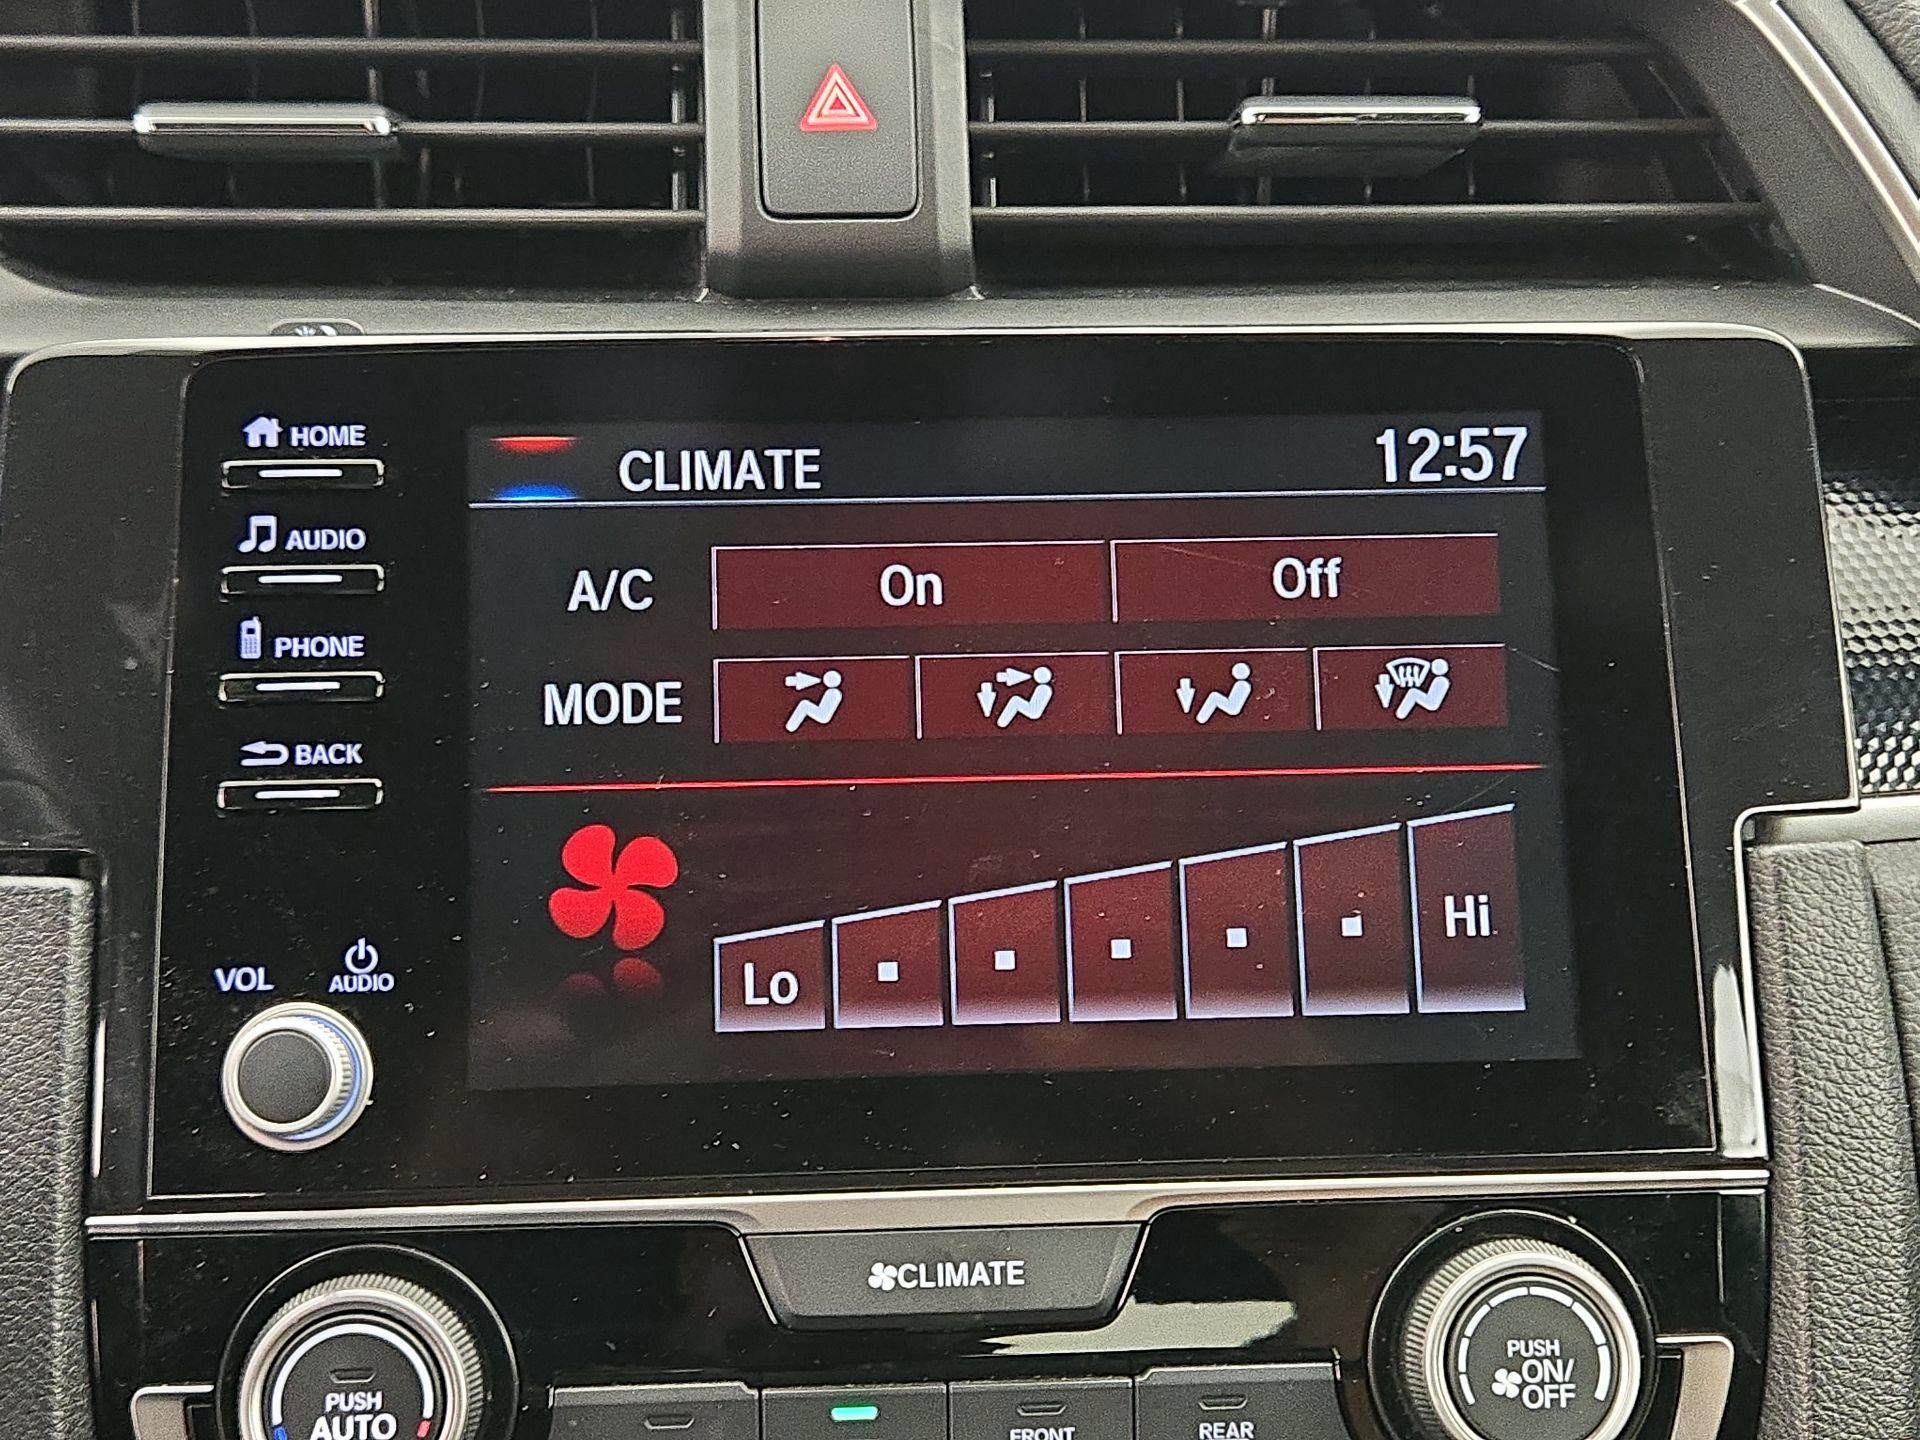 HOME
AUDIO
PHONE
BACK
VOL
AUDIO
CLIMATE 12:57
A/C On Off
MODE
Lo Hi
CLIMATE
PUSH
AUTO
FRONT
REAR
PUSH
ON/
OFF